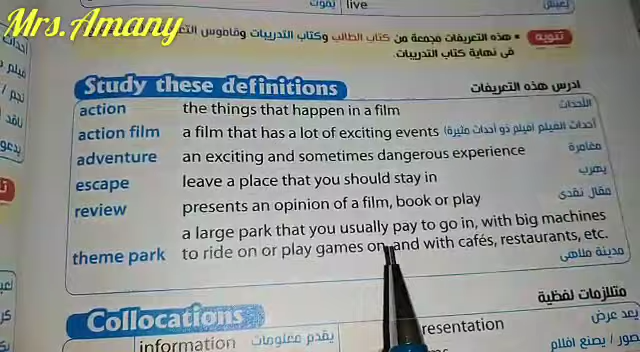 Mrs.Amany
يعيش
live
يموت
تنويه
• هذه التعريفات مجمعة من كتاب الطالب وكتاب التدريبات وقاموس
فى نهاية كتاب التدريبات.
Study these definitions
ادرس هذه التعريفات
action the things that happen in a film الأحداث
action film a film that has a lot of exciting events (فيلم ذو أحداث مثيرة)
adventure an exciting and sometimes dangerous experience مغامرة
escape leave a place that you should stay in يهرب
review presents an opinion of a film, book or play مقال نقدى
theme park a large park that you usually pay to go in, with big machines
to ride on or play games on, and with cafés, restaurants, etc.
مدينة ملاهى
Collocations
متلازمات لفظية
information يقدم معلومات
resentation يعد عرض